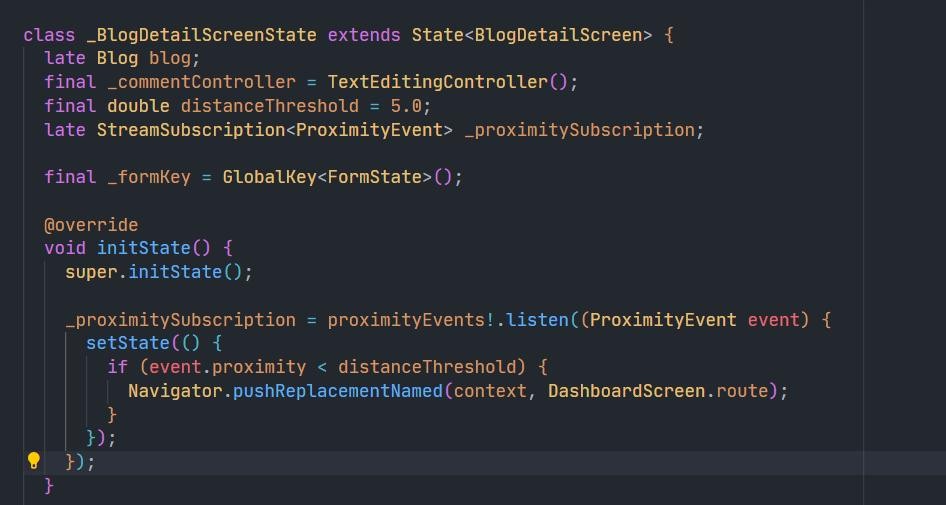 class _BlogDetailScreenState extends State<BlogDetailScreen> {
  late Blog blog;
  final _commentController = TextEditingController();
  final double distanceThreshold = 5.0;
  late StreamSubscription<ProximityEvent> _proximitySubscription;

  final _formKey = GlobalKey<FormState>();

  @override
  void initState() {
    super.initState();

    _proximitySubscription = proximityEvents!.listen((ProximityEvent event) {
      setState(() {
        if (event.proximity < distanceThreshold) {
          Navigator.pushReplacementNamed(context, DashboardScreen.route);
        }
      });
    });
  }